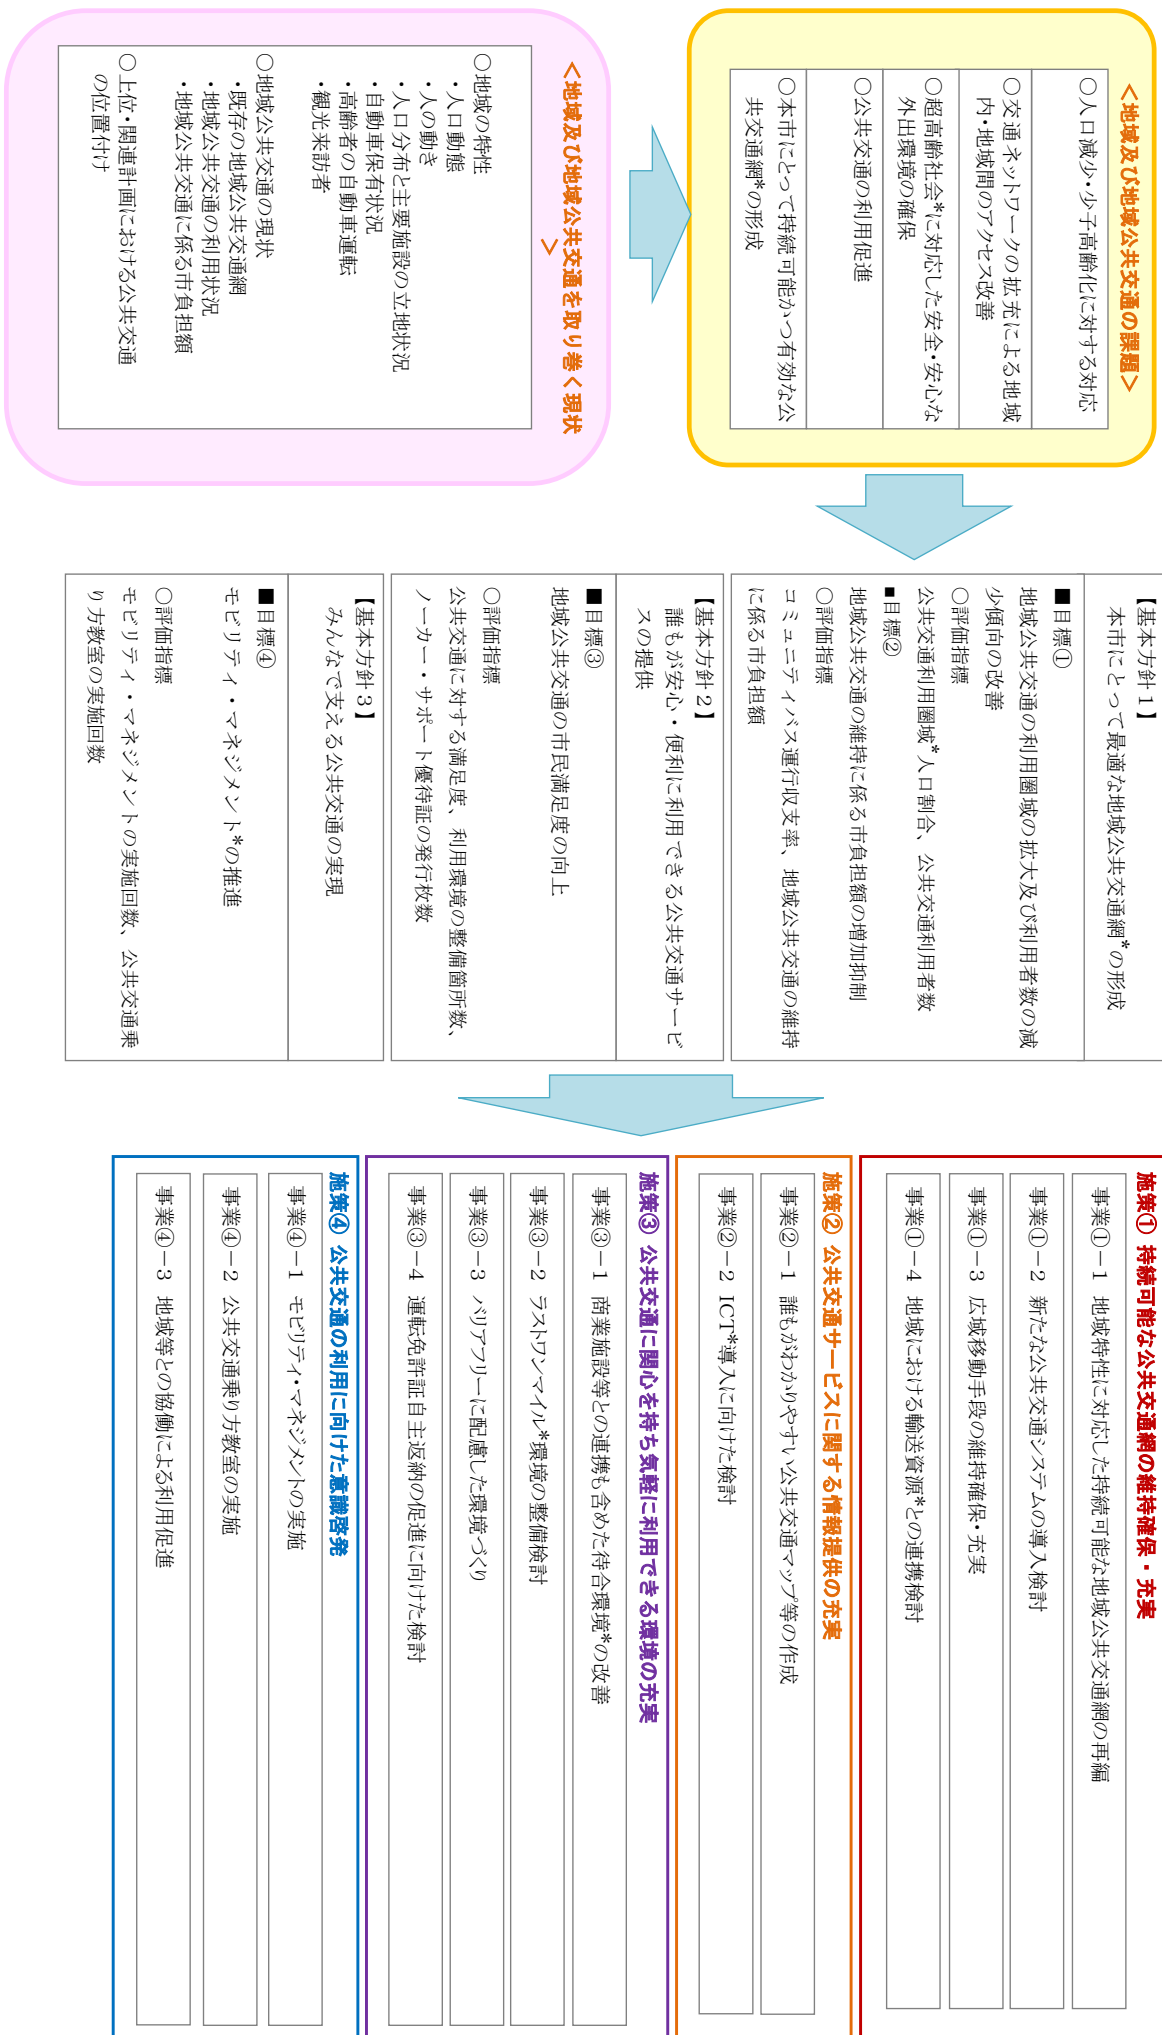 ＜地域及び地域公共交通の課題＞
○人口減少・少子高齢化に対する対応
○交通ネットワークの拡充による地域
内・地域間のアクセス改善
○超高齢社会*に対応した安全・安心な
外出環境の確保
○公共交通の利用促進
○本市にとって持続可能かつ有効な公
共交通網*の形成
＜地域及び地域公共交通を取り巻く現状
＞
○地域の特性
・人口動態
・人の動き
・人口分布と主要施設の立地状況
・自動車保有状況
・高齢者の自動車運転
・観光来訪者
○地域公共交通の現状
・既存の地域公共交通網
・地域公共交通の利用状況
・地域公共交通に係る市負担額
○上位・関連計画における公共交通
の位置付け
【基本方針１】
本市にとって最適な地域公共交通網*の形成
■目標①
地域公共交通の利用圏域の拡大及び利用者数の減
少傾向の改善
○評価指標
公共交通利用圏域*人口割合、公共交通利用者数
■目標②
地域公共交通の維持に係る市負担額の増加抑制
○評価指標
コミュニティバス運行収支率、地域公共交通の維持
に係る市負担額
【基本方針２】
誰もが安心・便利に利用できる公共交通サービ
スの提供
■目標③
地域公共交通の市民満足度の向上
○評価指標
公共交通に対する満足度、利用環境の整備箇所数、
ノーカー・サポート優待証の発行枚数
【基本方針３】
みんなで支える公共交通の実現
■目標④
モビリティ・マネジメント*の推進
○評価指標
モビリティ・マネジメントの実施回数、公共交通乗
り方教室の実施回数
施策① 持続可能な公共交通網の維持確保・充実
事業①－1 地域特性に対応した持続可能な地域公共交通網の再編
事業①－2 新たな公共交通システムの導入検討
事業①－3 広域移動手段の維持確保・充実
事業①－4 地域における輸送資源*との連携検討
施策② 公共交通サービスに関する情報提供の充実
事業②－1 誰もがわかりやすい公共交通マップ等の作成
事業②－2 ICT*導入に向けた検討
施策③ 公共交通に関心を持ち気軽に利用できる環境の充実
事業③－1 商業施設等との連携も含めた待合環境*の改善
事業③－2 ラストワンマイル*環境の整備検討
事業③－3 バリアフリーに配慮した環境づくり
事業③－4 運転免許証自主返納の促進に向けた検討
施策④ 公共交通の利用に向けた意識啓発
事業④－1 モビリティ・マネジメントの実施
事業④－2 公共交通乗り方教室の実施
事業④－3 地域等との協働による利用促進